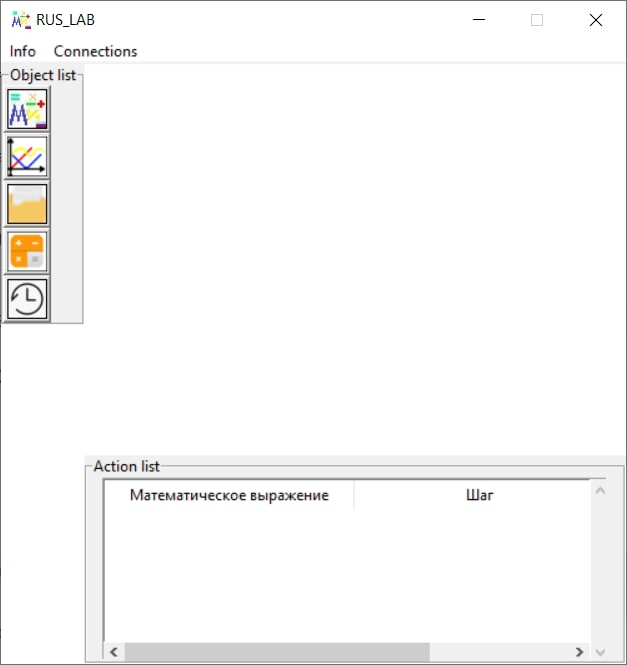 RUS_LAB
Info Connections
Object list
Action list
Математическое выражение Шаг